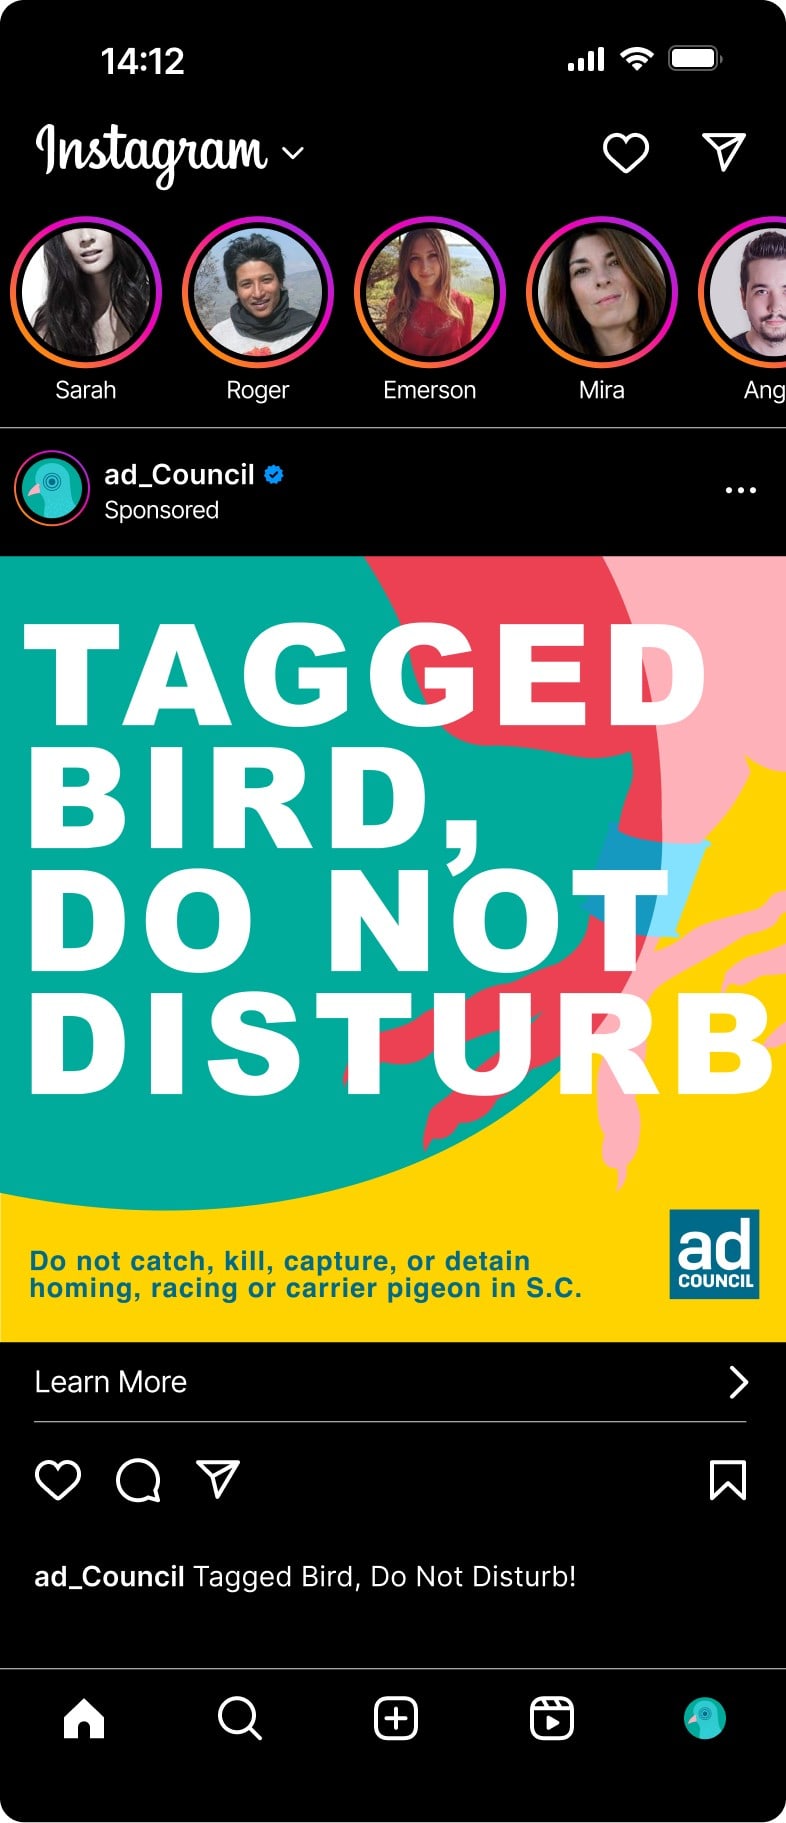 14:12
Instagram
Sarah
Roger
Emerson
Mira
Ang
ad_Council
Sponsored
TAGGED
BIRD,
DO NOT
DISTURB
Do not catch, kill, capture, or detain
homing, racing or carrier pigeon in S.C.
ad
COUNCIL
Learn More
ad_Council Tagged Bird, Do Not Disturb!